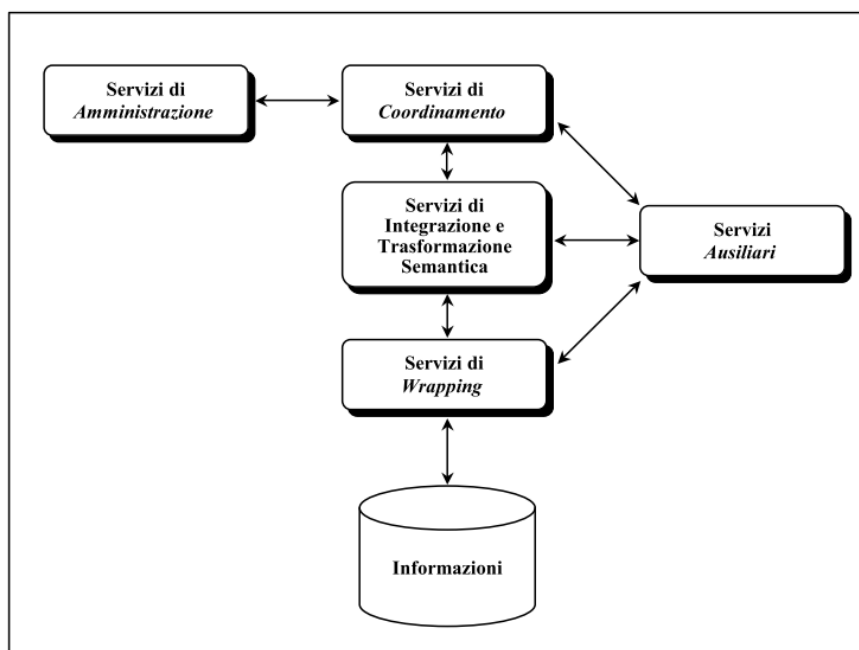 Servizi di
Amministrazione
Servizi di
Coordinamento
Servizi di
Integrazione e
Trasformazione
Semantica
Servizi
Ausiliari
Servizi di
Wrapping
Informazioni